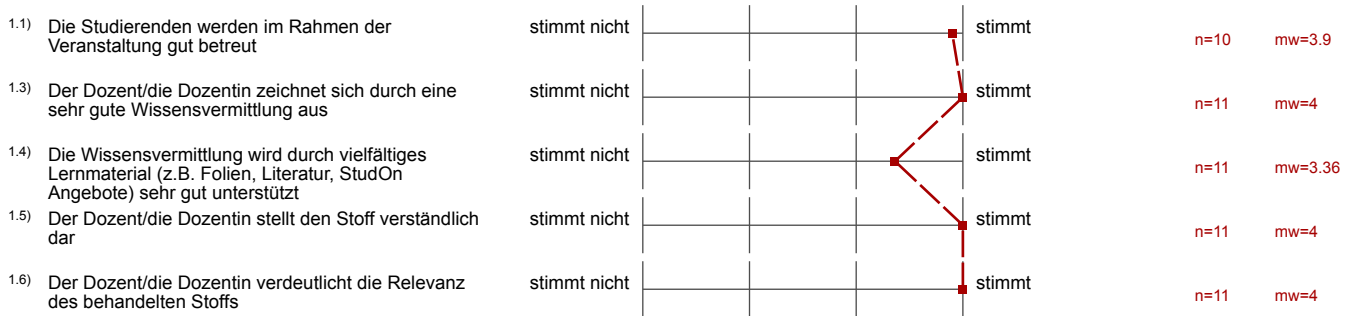 1.1) Die Studierenden werden im Rahmen der stimmt nicht stimmt
Veranstaltung gut betreut n=10 mw=3.9
1.3) Der Dozent/die Dozentin zeichnet sich durch eine stimmt nicht stimmt
sehr gute Wissensvermittlung aus n=11 mw=4
1.4) Die Wissensvermittlung wird durch vielfältiges stimmt nicht stimmt
Lernmaterial (z.B. Folien, Literatur, StudOn n=11 mw=3.36
Angebote) sehr gut unterstützt
1.5) Der Dozent/die Dozentin stellt den Stoff verständlich stimmt nicht stimmt
dar n=11 mw=4
1.6) Der Dozent/die Dozentin verdeutlicht die Relevanz stimmt nicht stimmt
des behandelten Stoffs n=11 mw=4